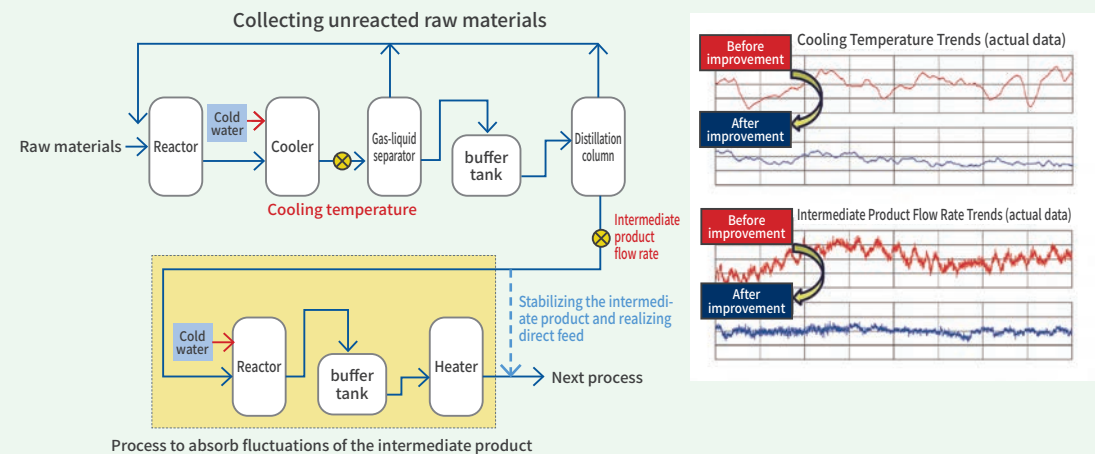 Collecting unreacted raw materials
Raw materials
Reactor
Cold
water
Cooler
Gas-liquid
separator
buffer
tank
Distillation
column
Cooling temperature
Intermediate
product
flow rate
Stabilizing the intermedi-
ate product and realizing
direct feed
Cold
water
Reactor
buffer
tank
Heater
Next process
Process to absorb fluctuations of the intermediate product
Before
improvement
Cooling Temperature Trends (actual data)
After
improvement
Before
improvement
Intermediate Product Flow Rate Trends (actual data)
After
improvement